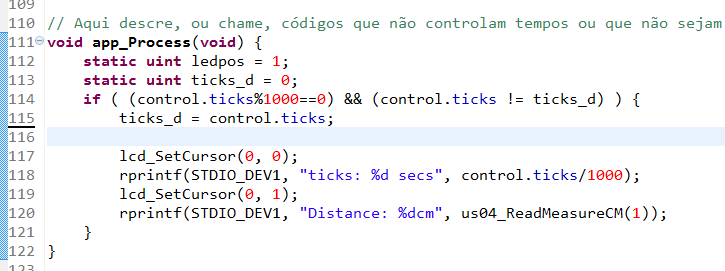 109
110 // Aqui descre, ou chame, códigos que não controlam tempos ou que não sejam
111 void app_Process(void) {
112 static uint ledpos = 1;
113 static uint ticks_d = 0;
114 if ( (control.ticks%1000==0) && (control.ticks != ticks_d) ) {
115 ticks_d = control.ticks;
116
117 lcd_SetCursor(0, 0);
118 rprintf(STDIO_DEV1, "ticks: %d secs", control.ticks/1000);
119 lcd_SetCursor(0, 1);
120 rprintf(STDIO_DEV1, "Distance: %dcm", us04_ReadMeasureCM(1));
121 }
122 }
123